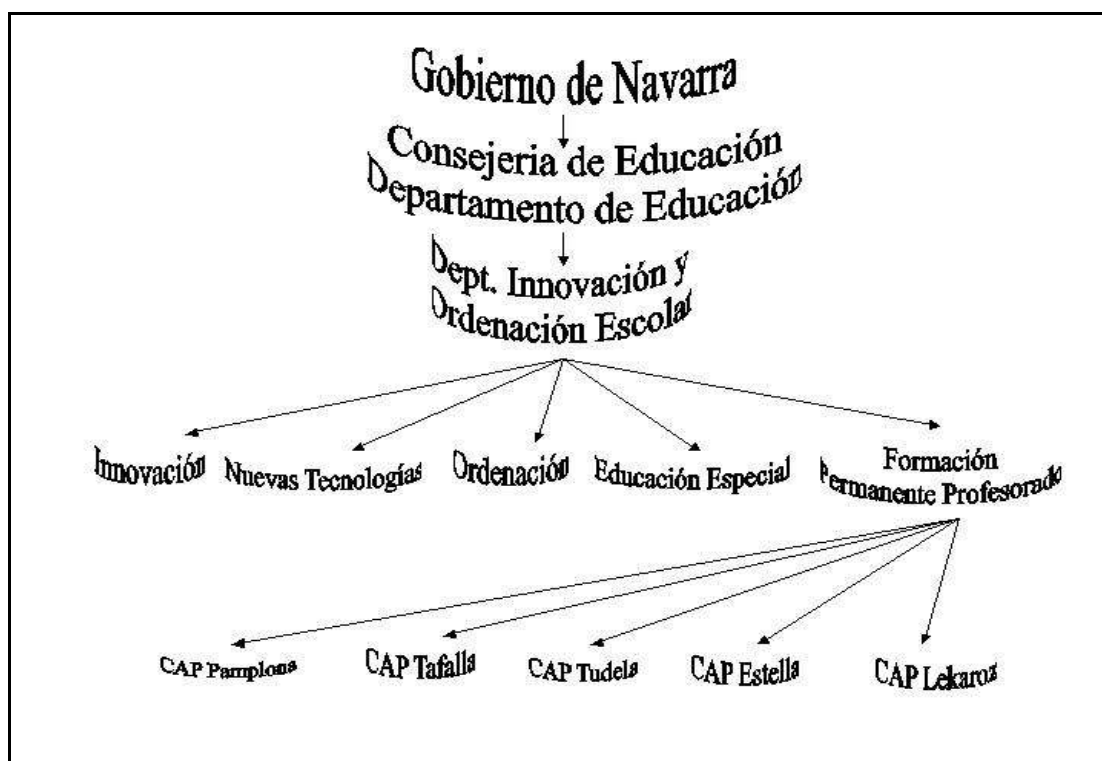 Gobierno de Navarra
Consejeria de Educación
Departamento de Educación
Dept. Innovación y
Ordenación Escolar
Innovación
Nuevas Tecnologías
Ordenación
Educación Especial
Formación
Permanente Profesorado
CAP Pamplona
CAP Tafalla
CAP Tudela
CAP Estella
CAP Lekaroz